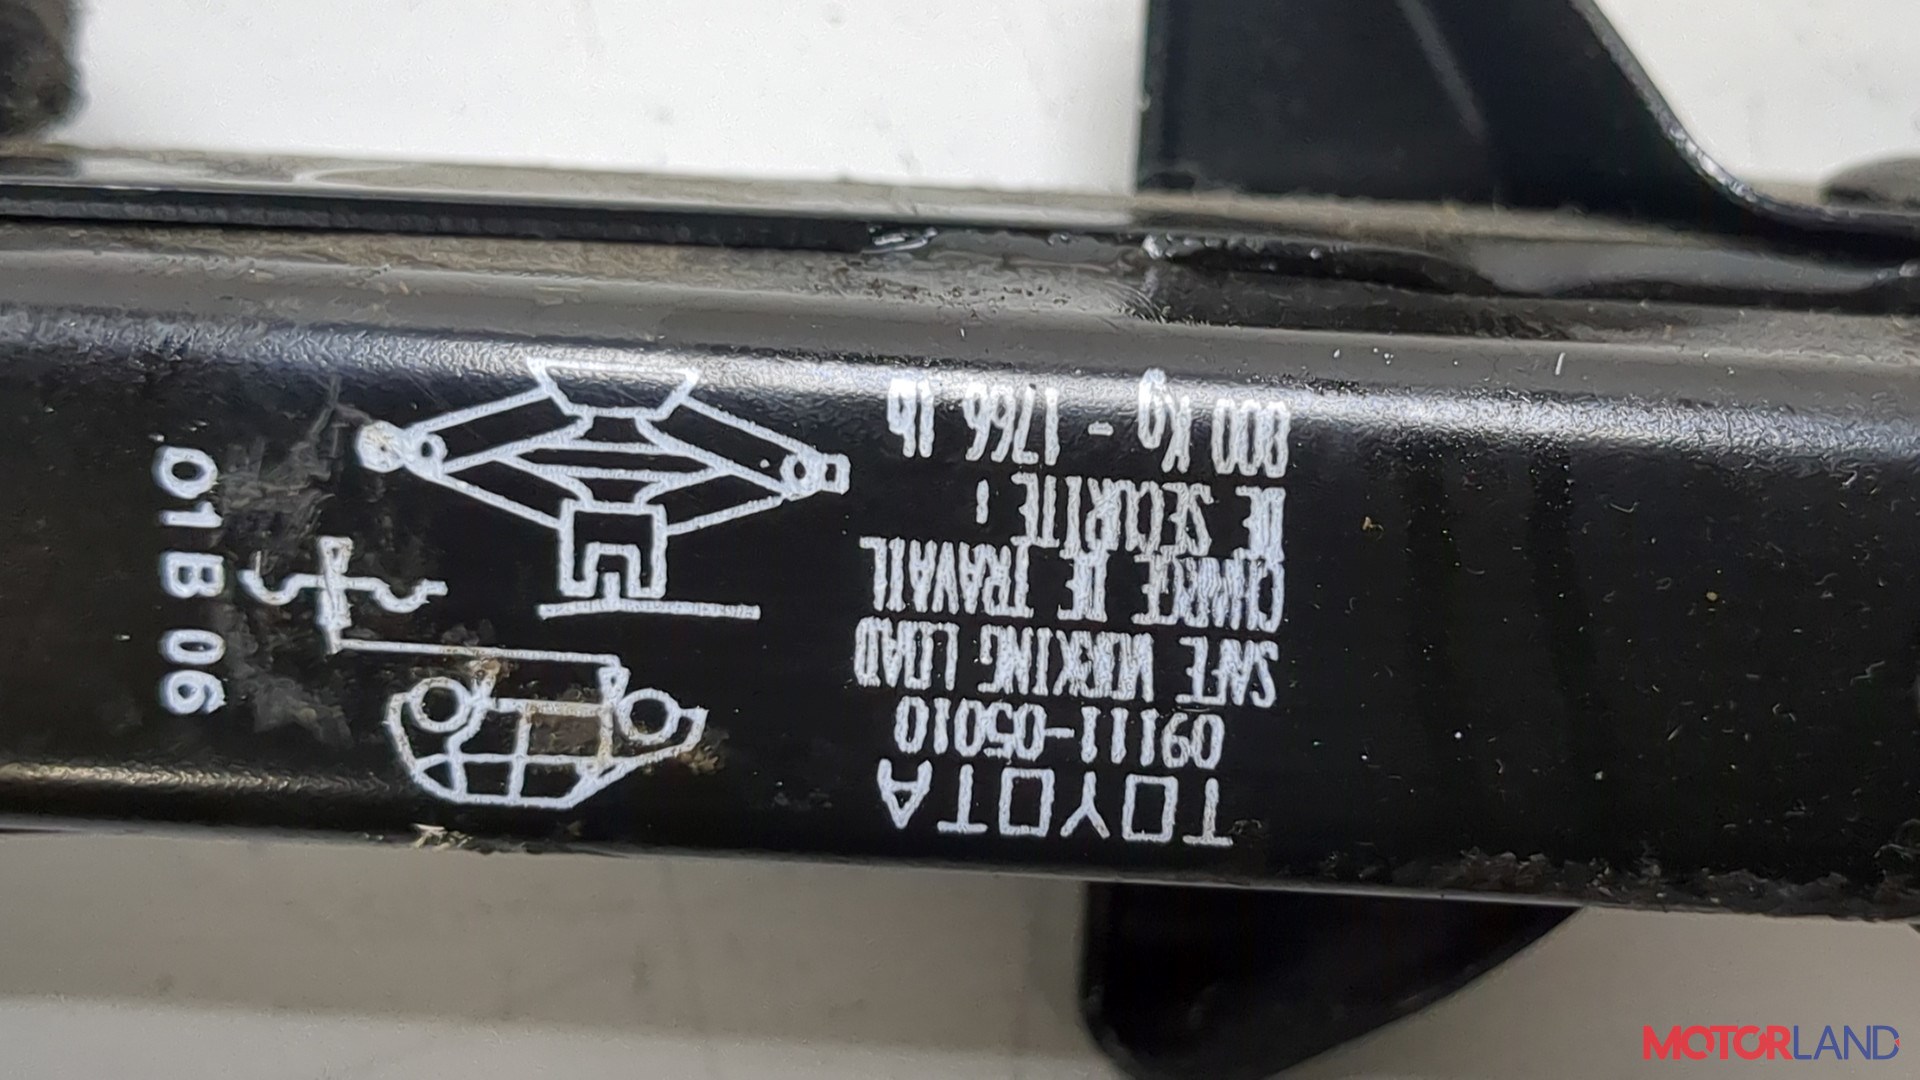 TOYOTA
09111-05010
SAFE WORKING LOAD
CHARGE DE TRAVAIL
DE SECURITE :
800 Kg - 1766 lb
01 B 06
MOTORLAND